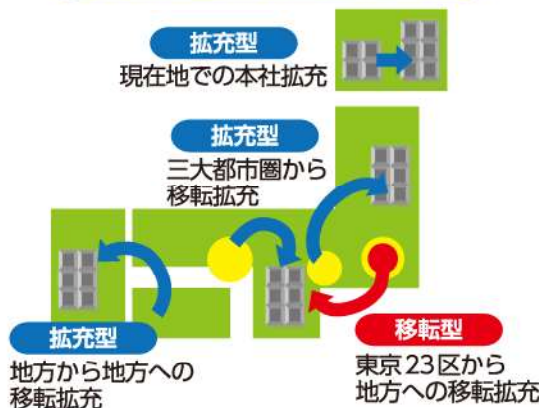 拡充型
現在地での本社拡充
拡充型
三大都市圏から
移転拡充
拡充型
地方から地方への
移転拡充
移転型
東京23区から
地方への移転拡充